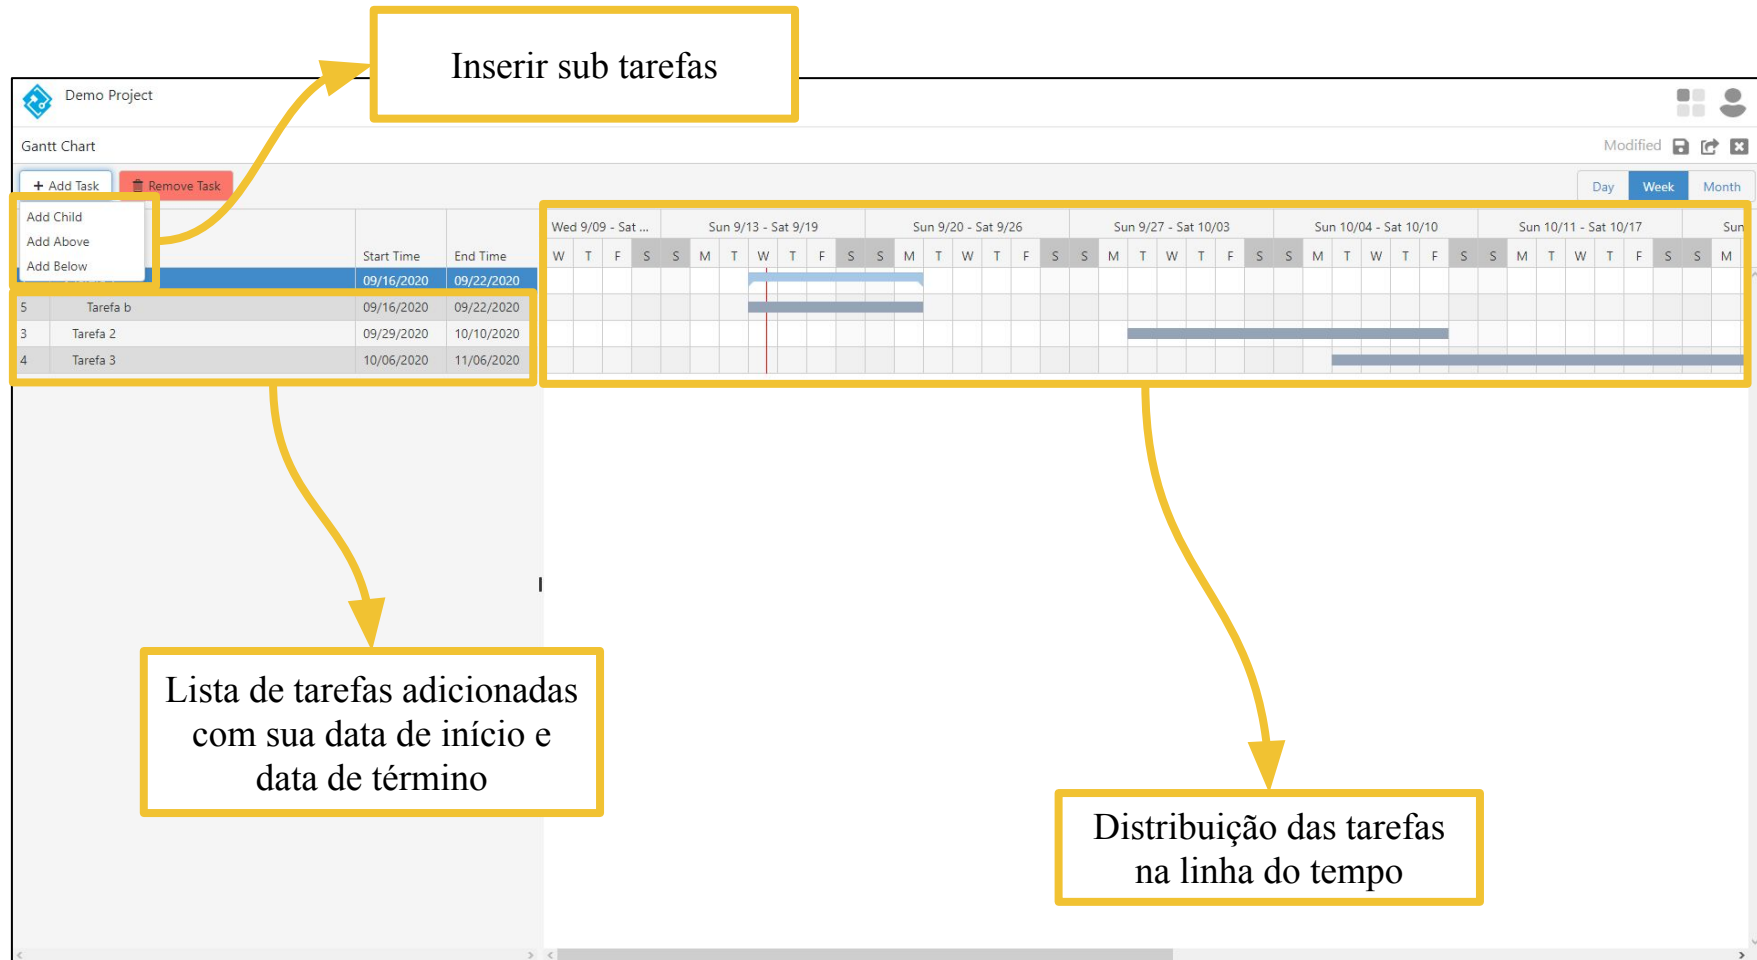 Inserir sub tarefas
Demo Project
Gantt Chart
Modified
+ Add Task
Remove Task
Day Week Month
Add Child
Add Above
Add Below
Start Time End Time
Wed 9/09 - Sat ... Sun 9/13 - Sat 9/19 Sun 9/20 - Sat 9/26 Sun 9/27 - Sat 10/03 Sun 10/04 - Sat 10/10 Sun 10/11 - Sat 10/17 Sun
W T F S S M T W T F S S M T W T F S S M T W T F S S M T W T F S S M T W T F S S M
09/16/2020 09/22/2020
5 Tarefa b 09/16/2020 09/22/2020
3 Tarefa 2 09/29/2020 10/10/2020
4 Tarefa 3 10/06/2020 11/06/2020
Lista de tarefas adicionadas
com sua data de início e
data de término
Distribuição das tarefas
na linha do tempo